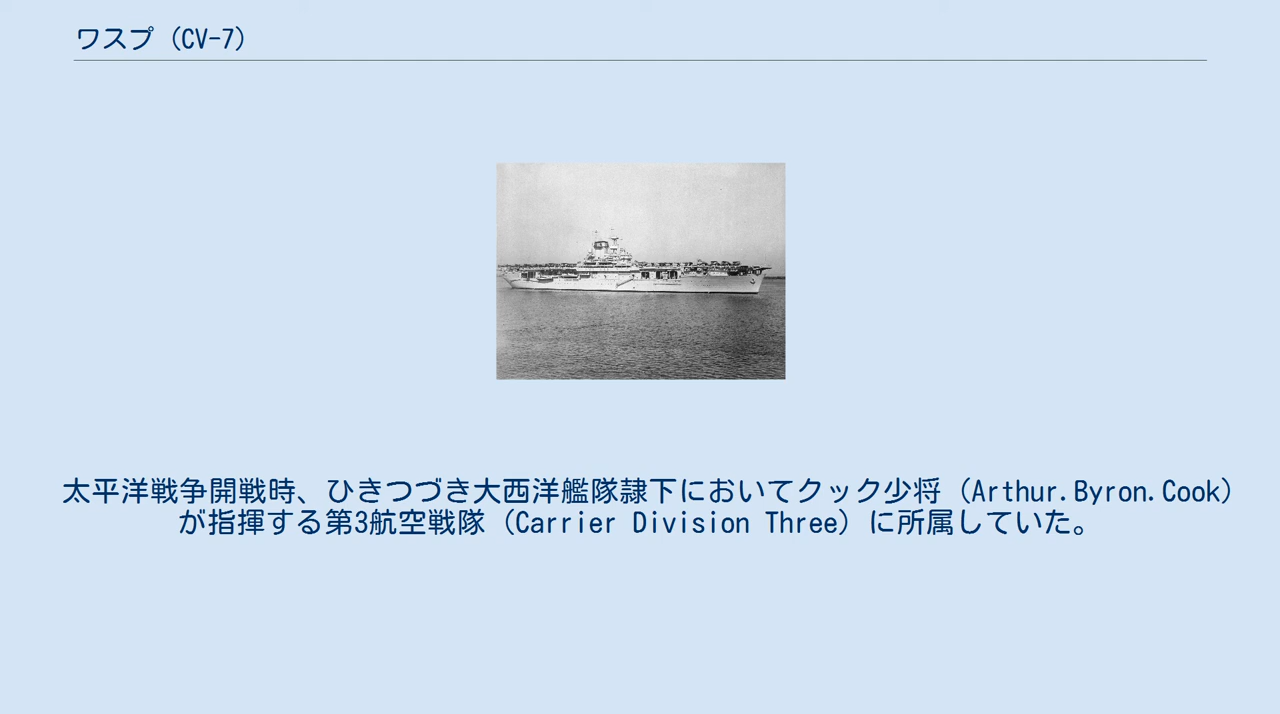 ワスプ（CV-7）
太平洋戦争開戦時、ひきつづき大西洋艦隊隷下においてクック少将（Arthur.Byron.Cook）
が指揮する第3航空戦隊（Carrier Division Three）に所属していた。